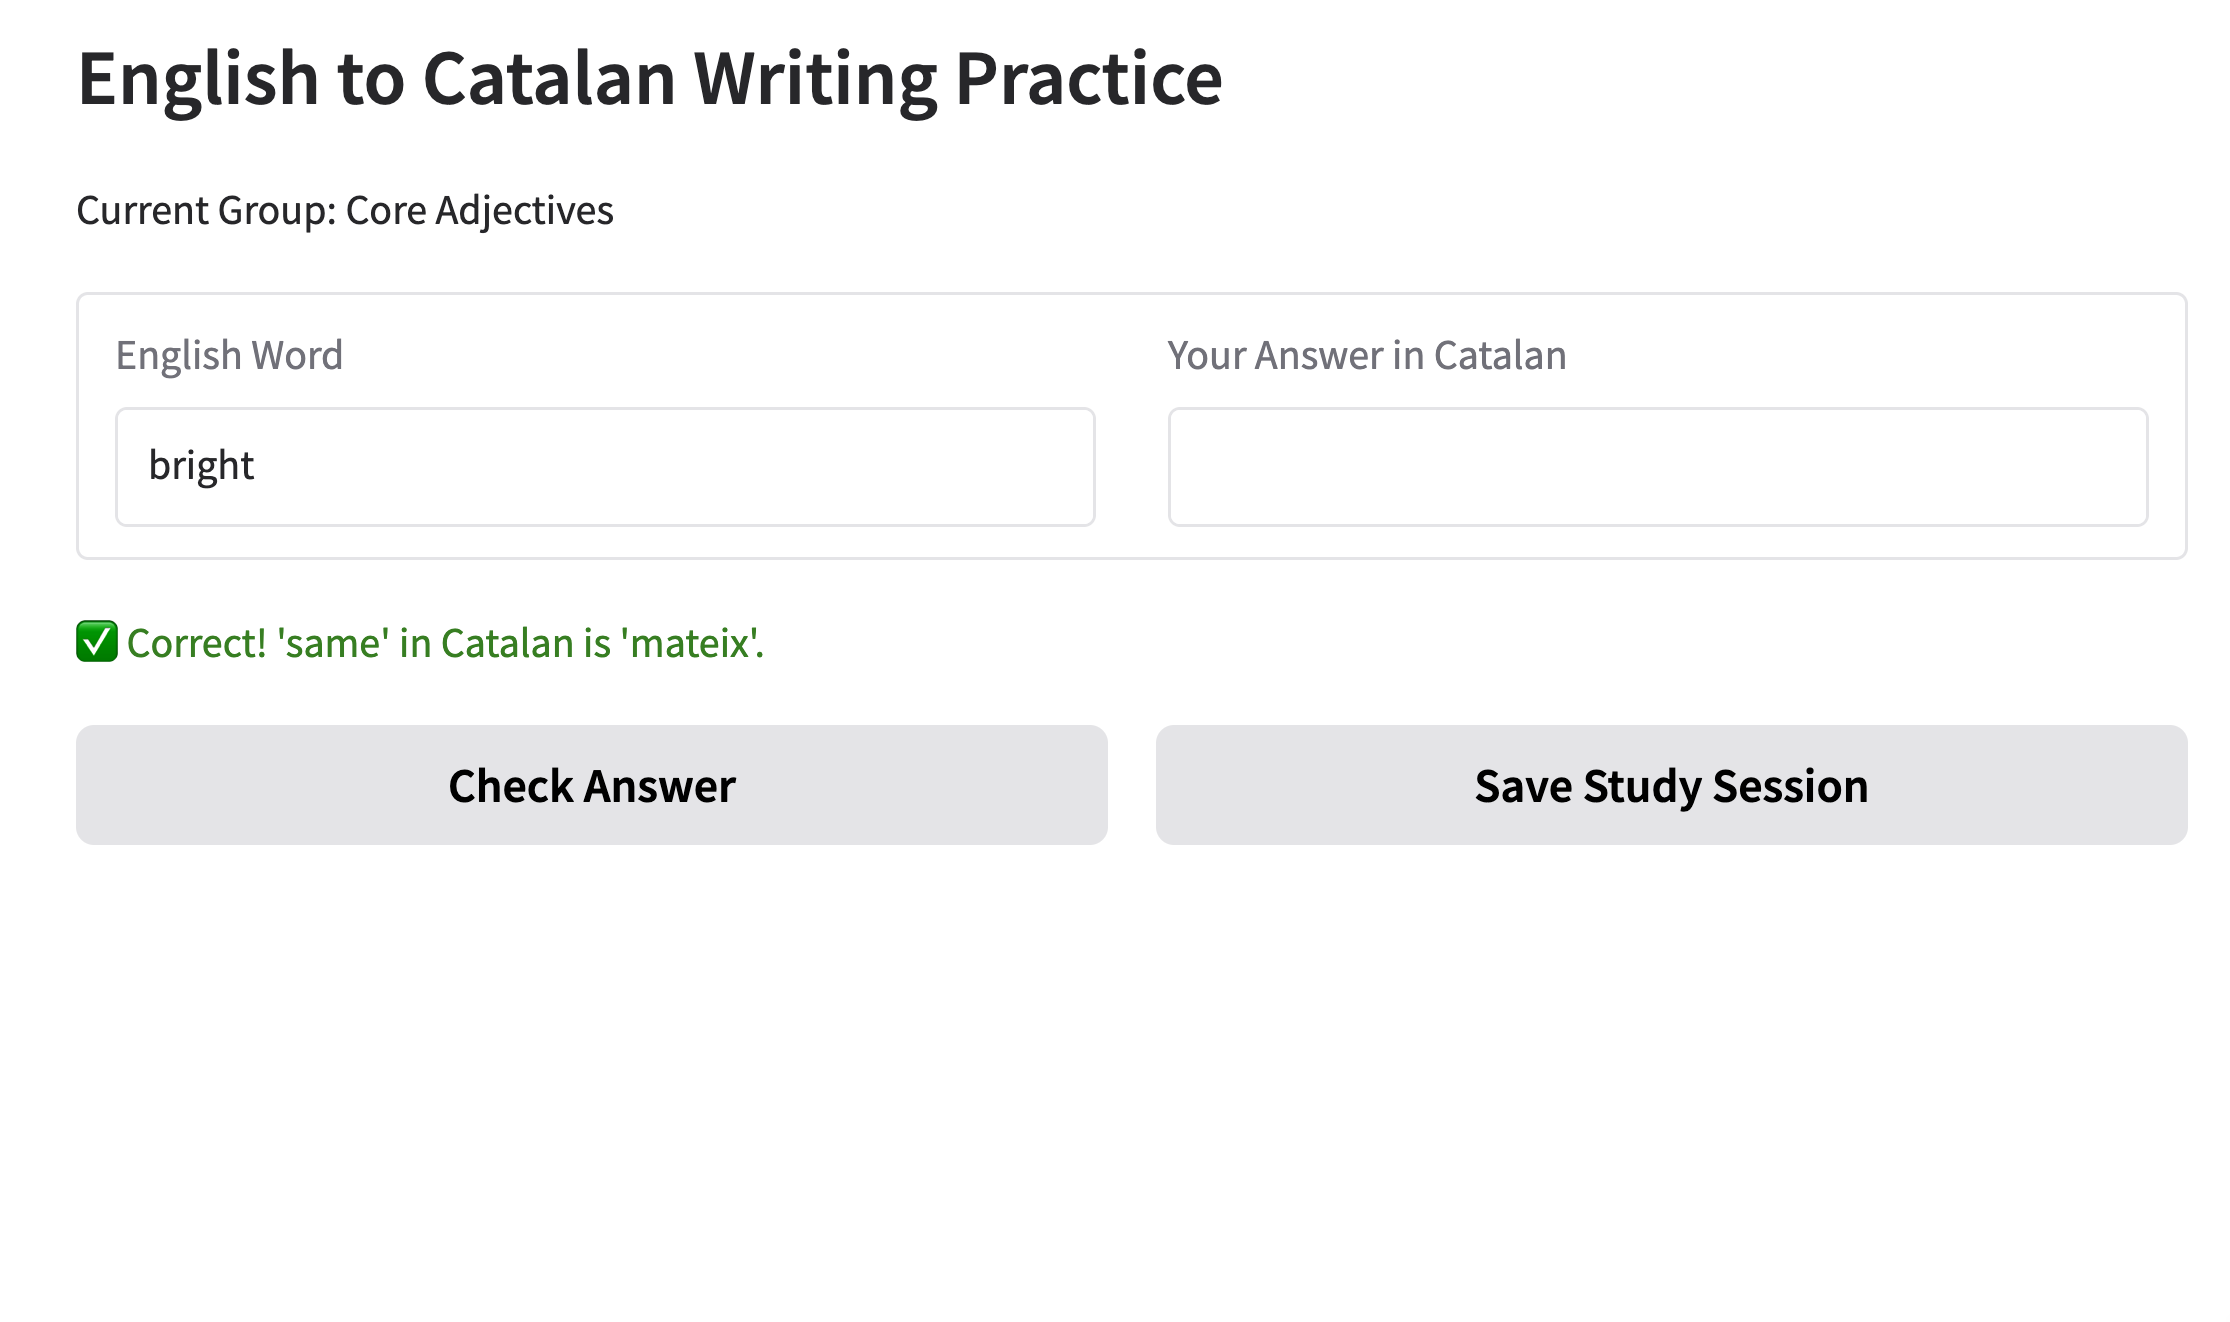 English to Catalan Writing Practice
Current Group: Core Adjectives
English Word
Your Answer in Catalan
bright
✅ Correct! 'same' in Catalan is 'mateix'.
Check Answer
Save Study Session